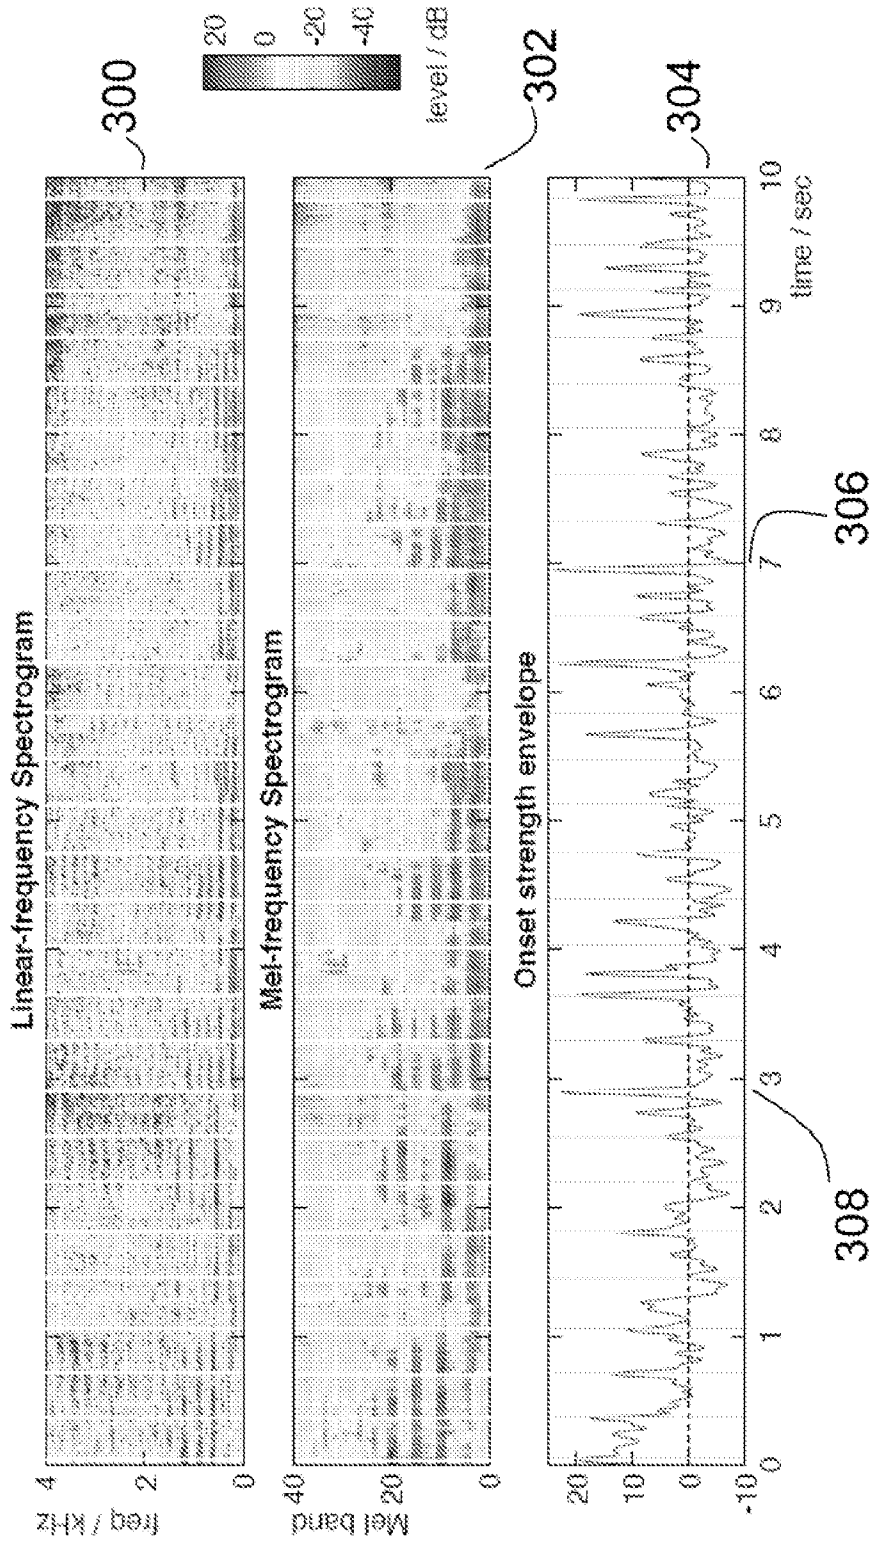 Linear-frequency Spectrogram
4
2
0
freq / kHz
300
20
0
-20
-40
level / dB
Mel-frequency Spectrogram
40
20
0
Mel band
302
Onset strength envelope
20
10
0
-10
304
0 1 2 3 4 5 6 7 8 9 10
time / sec
308
306